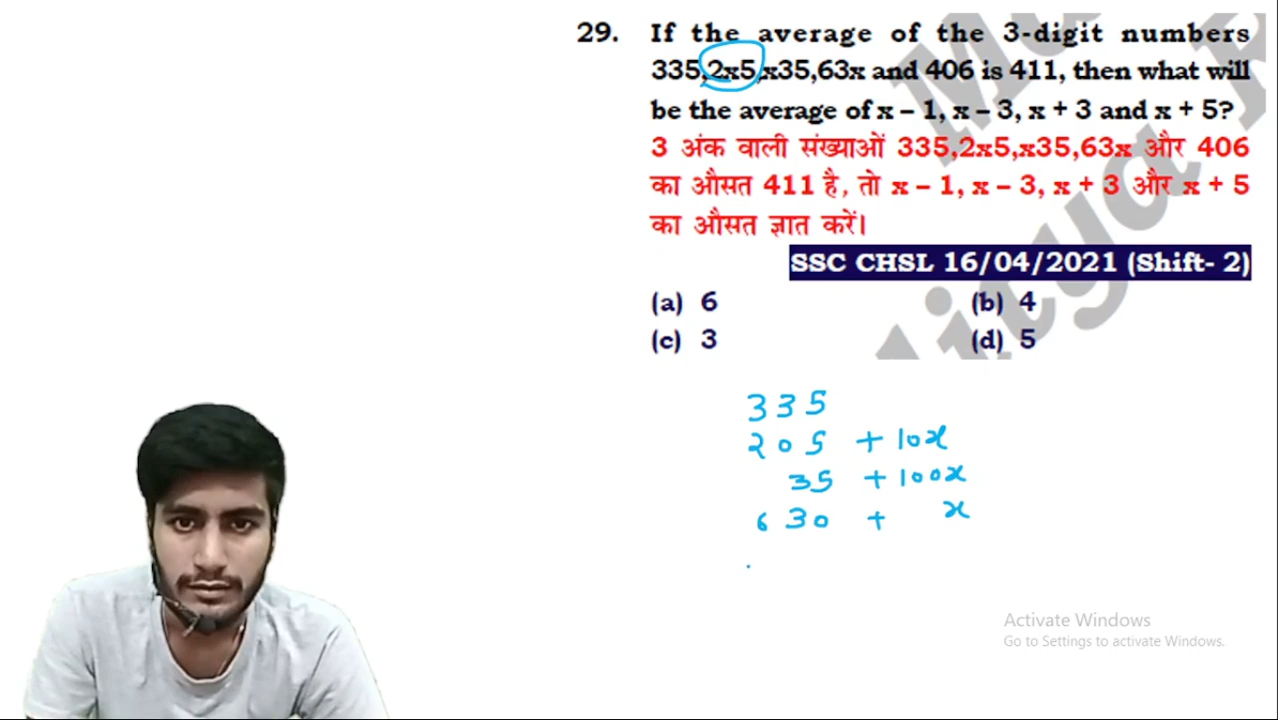 29. If the average of the 3-digit numbers
335,2x5,x35,63x and 406 is 411, then what will
be the average of x – 1, x – 3, x + 3 and x + 5?
3 अंक वाली संख्याओं 335,2x5,x35,63x और 406
का औसत 411 है, तो x – 1, x – 3, x + 3 और x + 5
का औसत ज्ञात करें।
SSC CHSL 16/04/2021 (Shift- 2)
(a) 6 (b) 4
(c) 3 (d) 5
335
205 + 10x
35 + 100x
630 + x
Activate Windows
Go to Settings to activate Windows.